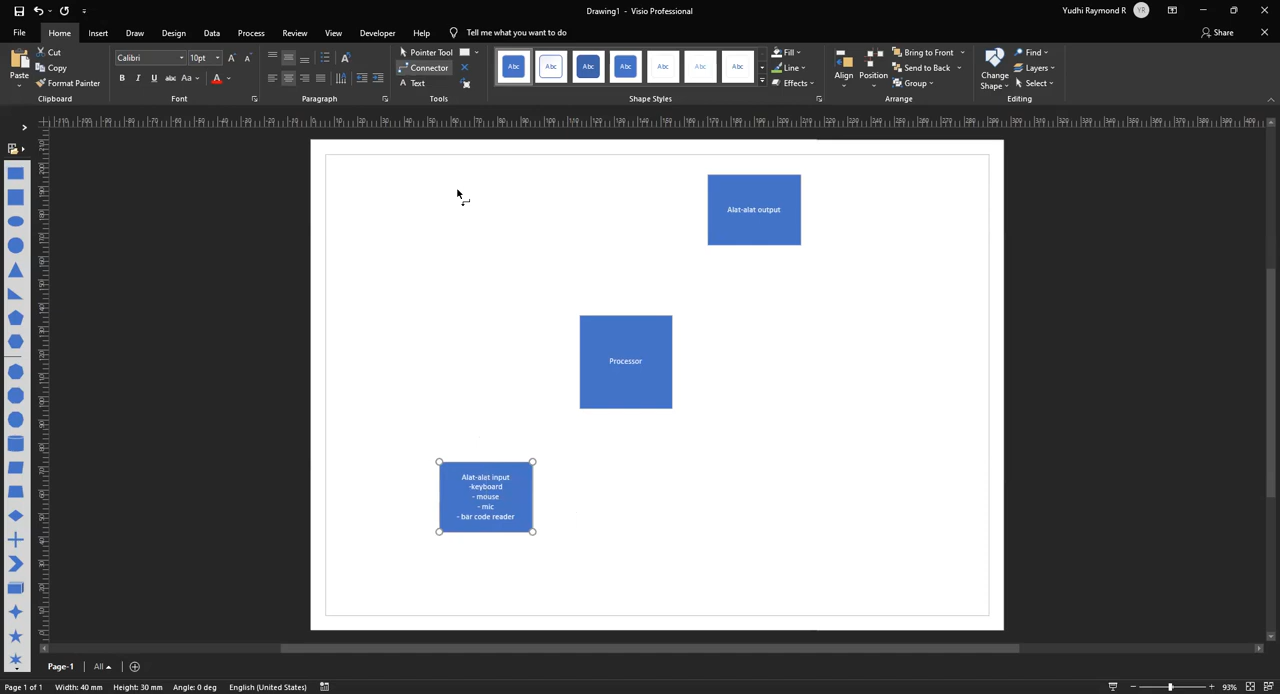 Drawing1 - Visio Professional
Yudhi Raymond R YR
File Home Insert Draw Design Data Process Review View Developer Help Tell me what you want to do Share
Paste
Cut
Copy
Format Painter
Clipboard
Calibri 10pt
B I U abc Aa A
Font
Paragraph
Pointer Tool
Connector
A Text
Tools
Abc Abc Abc Abc Abc Abc Abc
Fill
Line
Effects
Shape Styles
Align
Position
Bring to Front
Send to Back
Group
Arrange
Change
Shape
Find
Layers
Select
Editing
Alat-alat output
Processor
Alat-alat input
-keyboard
- mouse
- mic
- bar code reader
Page-1 All
Page 1 of 1 Width: 40 mm Height: 30 mm Angle: 0 deg English (United States) 93%